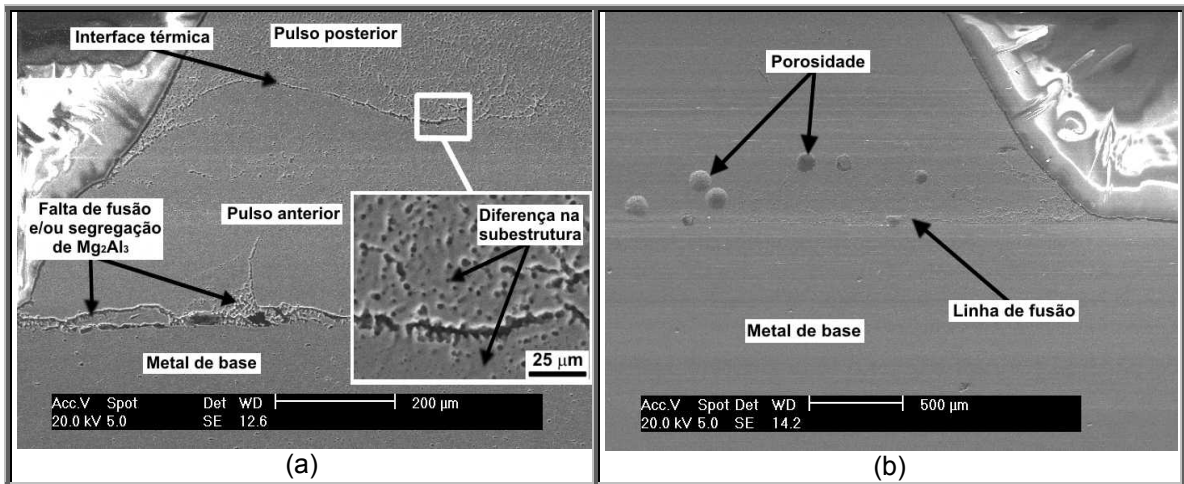 Interface térmica
Pulso posterior
Falta de fusão
e/ou segregação
de Mg₂Al₃
Pulso anterior
Diferença na
subestrutura
25 µm
Metal de base
Acc.V Spot Det WD 200 µm
20.0 kV 5.0 SE 12.6
(a)
Porosidade
Linha de fusão
Metal de base
Acc.V Spot Det WD 500 µm
20.0 kV 5.0 SE 14.2
(b)